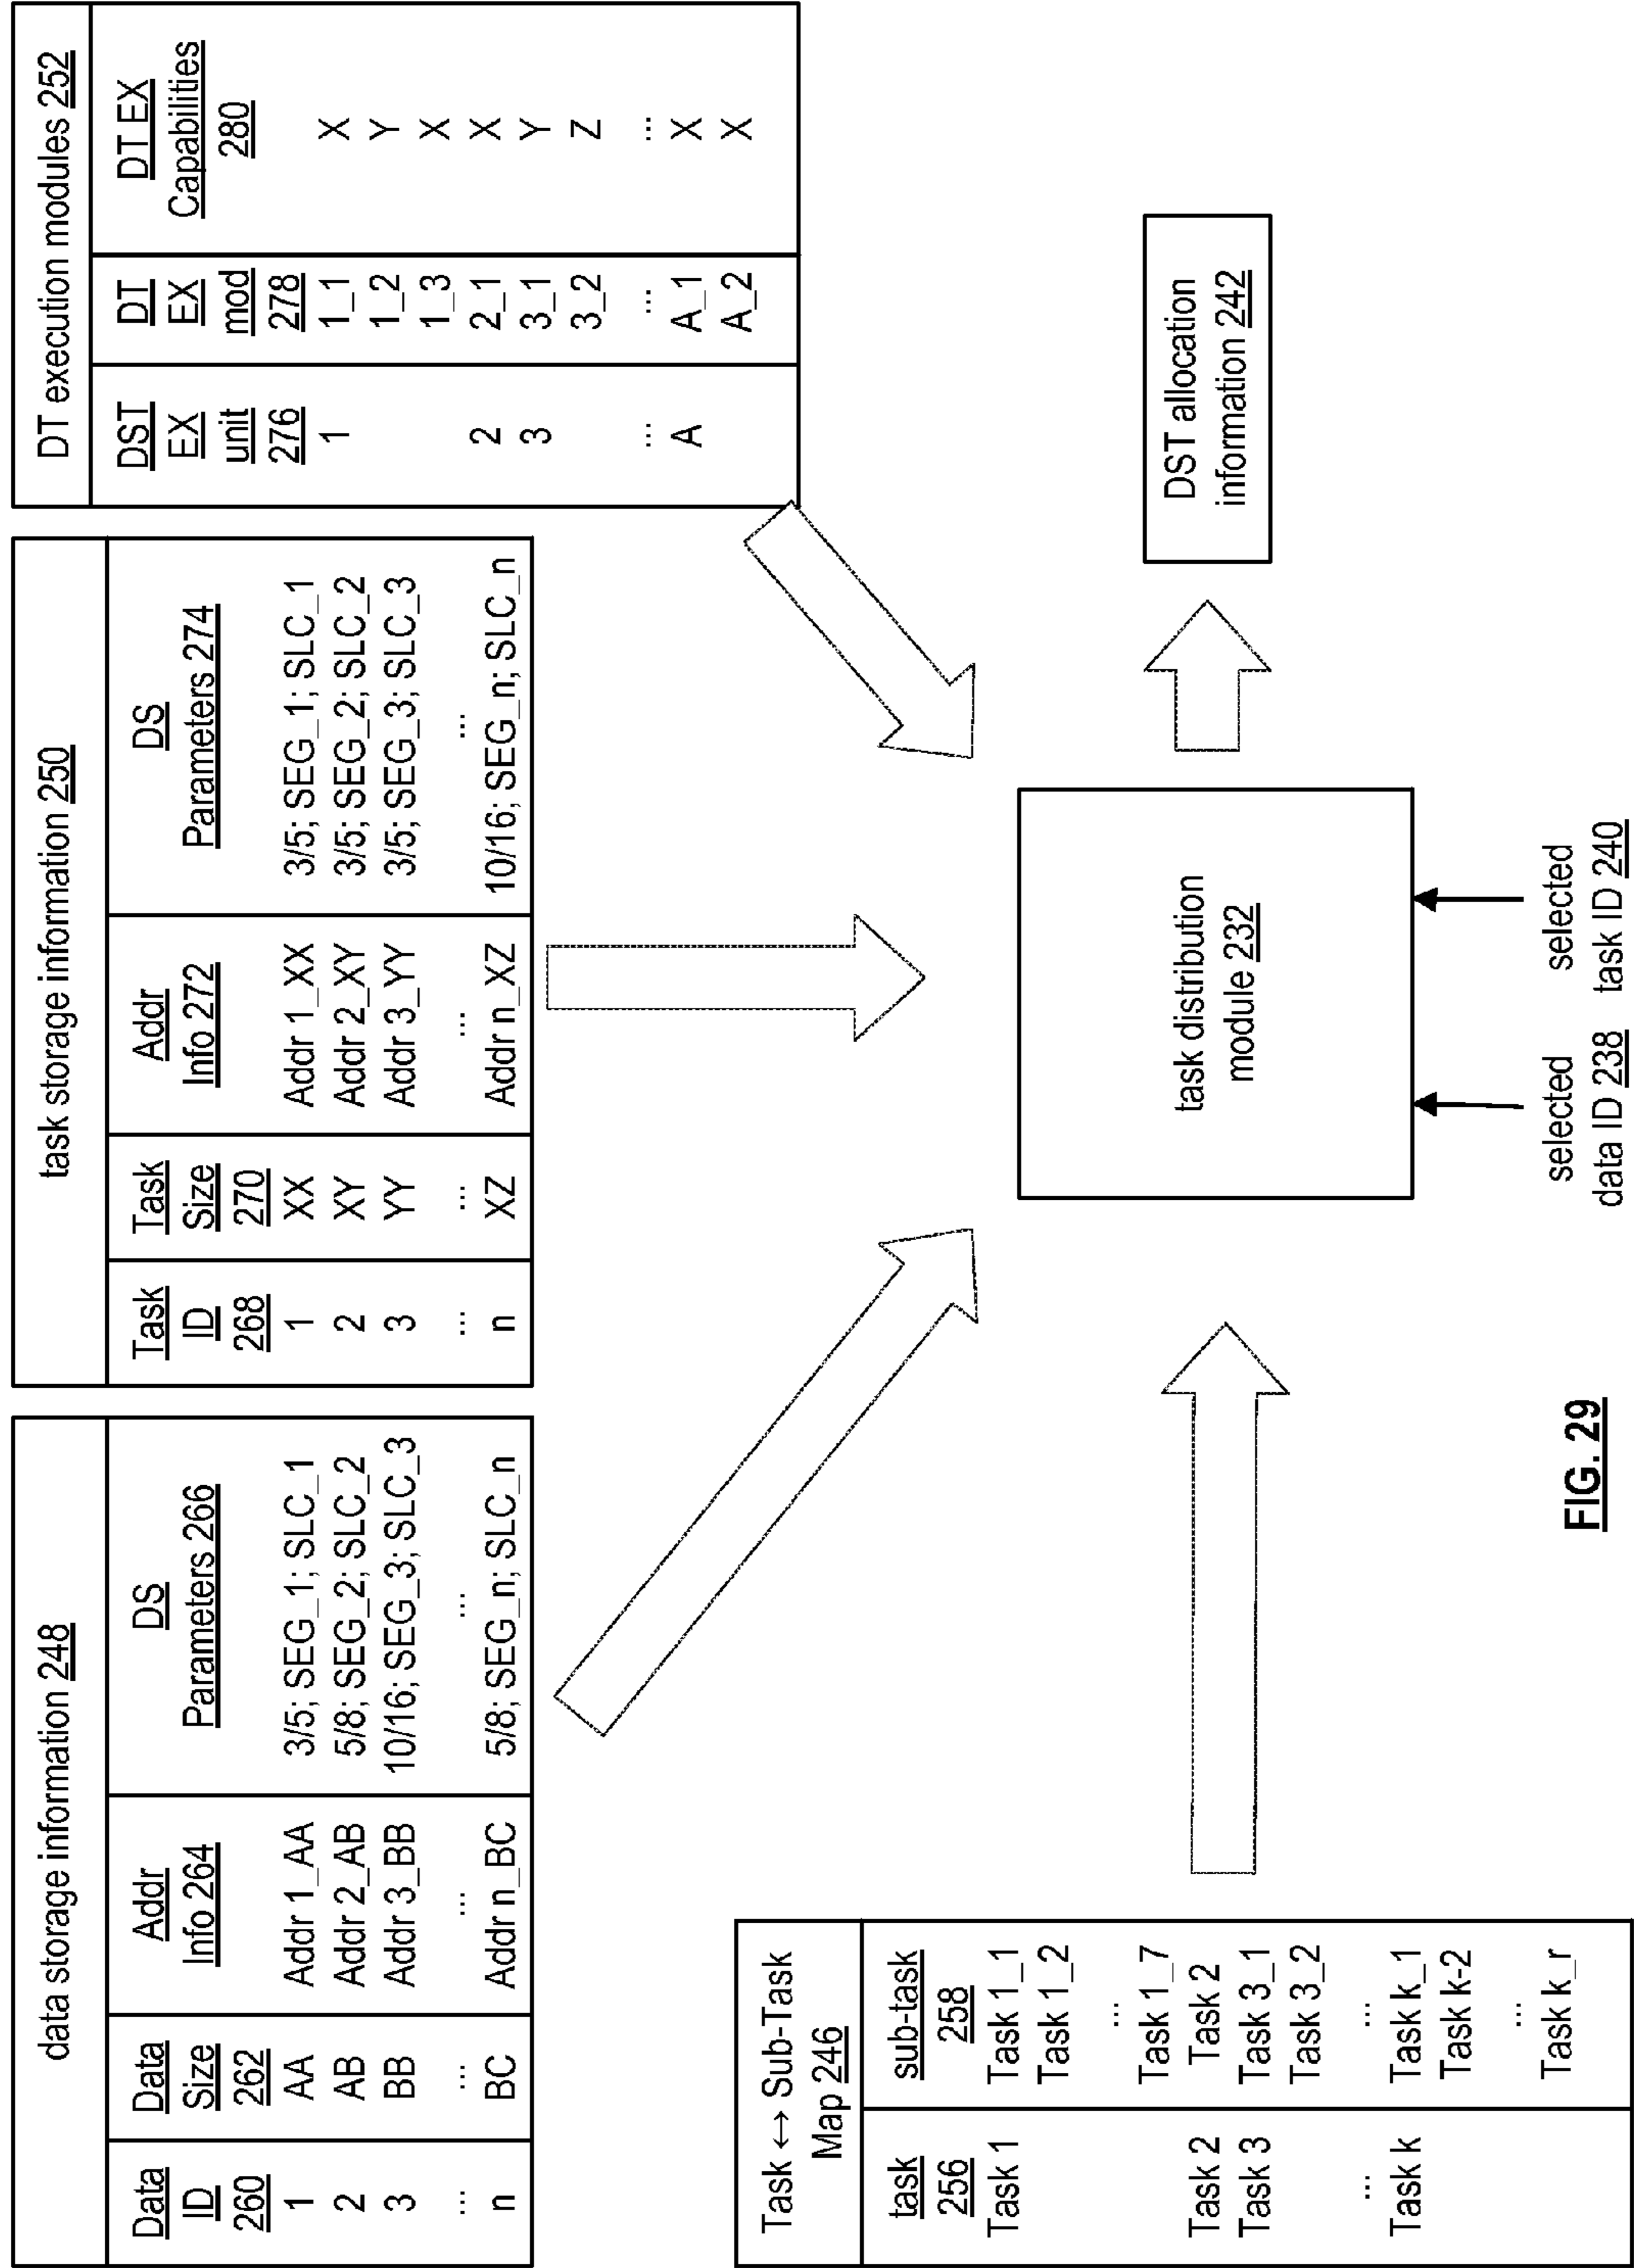 data storage information 248
Data ID 260 Data Size 262 Addr Info 264 DS Parameters 266
1 AA Addr 1_AA 3/5; SEG_1; SLC_1
2 AB Addr 2_AB 5/8; SEG_2; SLC_2
3 BB Addr 3_BB 10/16; SEG_3; SLC_3
... ... ... ...
n BC Addr n_BC 5/8; SEG_n; SLC_n
task storage information 250
Task ID 268 Task Size 270 Addr Info 272 DS Parameters 274
1 XX Addr 1_XX 3/5; SEG_1; SLC_1
2 XY Addr 2_XY 3/5; SEG_2; SLC_2
3 YY Addr 3_YY 3/5; SEG_3; SLC_3
... ... ... ...
n XZ Addr n_XZ 10/16; SEG_n; SLC_n
DT execution modules 252
DST EX unit 276 DT EX mod 278 DT EX Capabilities 280
1 1_1 X
1_2 Y
1_3 X
2 2_1 X
3 3_1 Y
3_2 Z
... ... ...
A A_1 X
A_2 X
Task ↔ Sub-Task
Map 246
task 256 sub-task 258
Task 1 Task 1_1
Task 1_2
...
Task 1_7
Task 2 Task 2
Task 3 Task 3_1
Task 3_2
... ...
Task k Task k_1
Task k-2
...
Task k_r
task distribution
module 232
selected
data ID 238
selected
task ID 240
DST allocation
information 242
FIG. 29